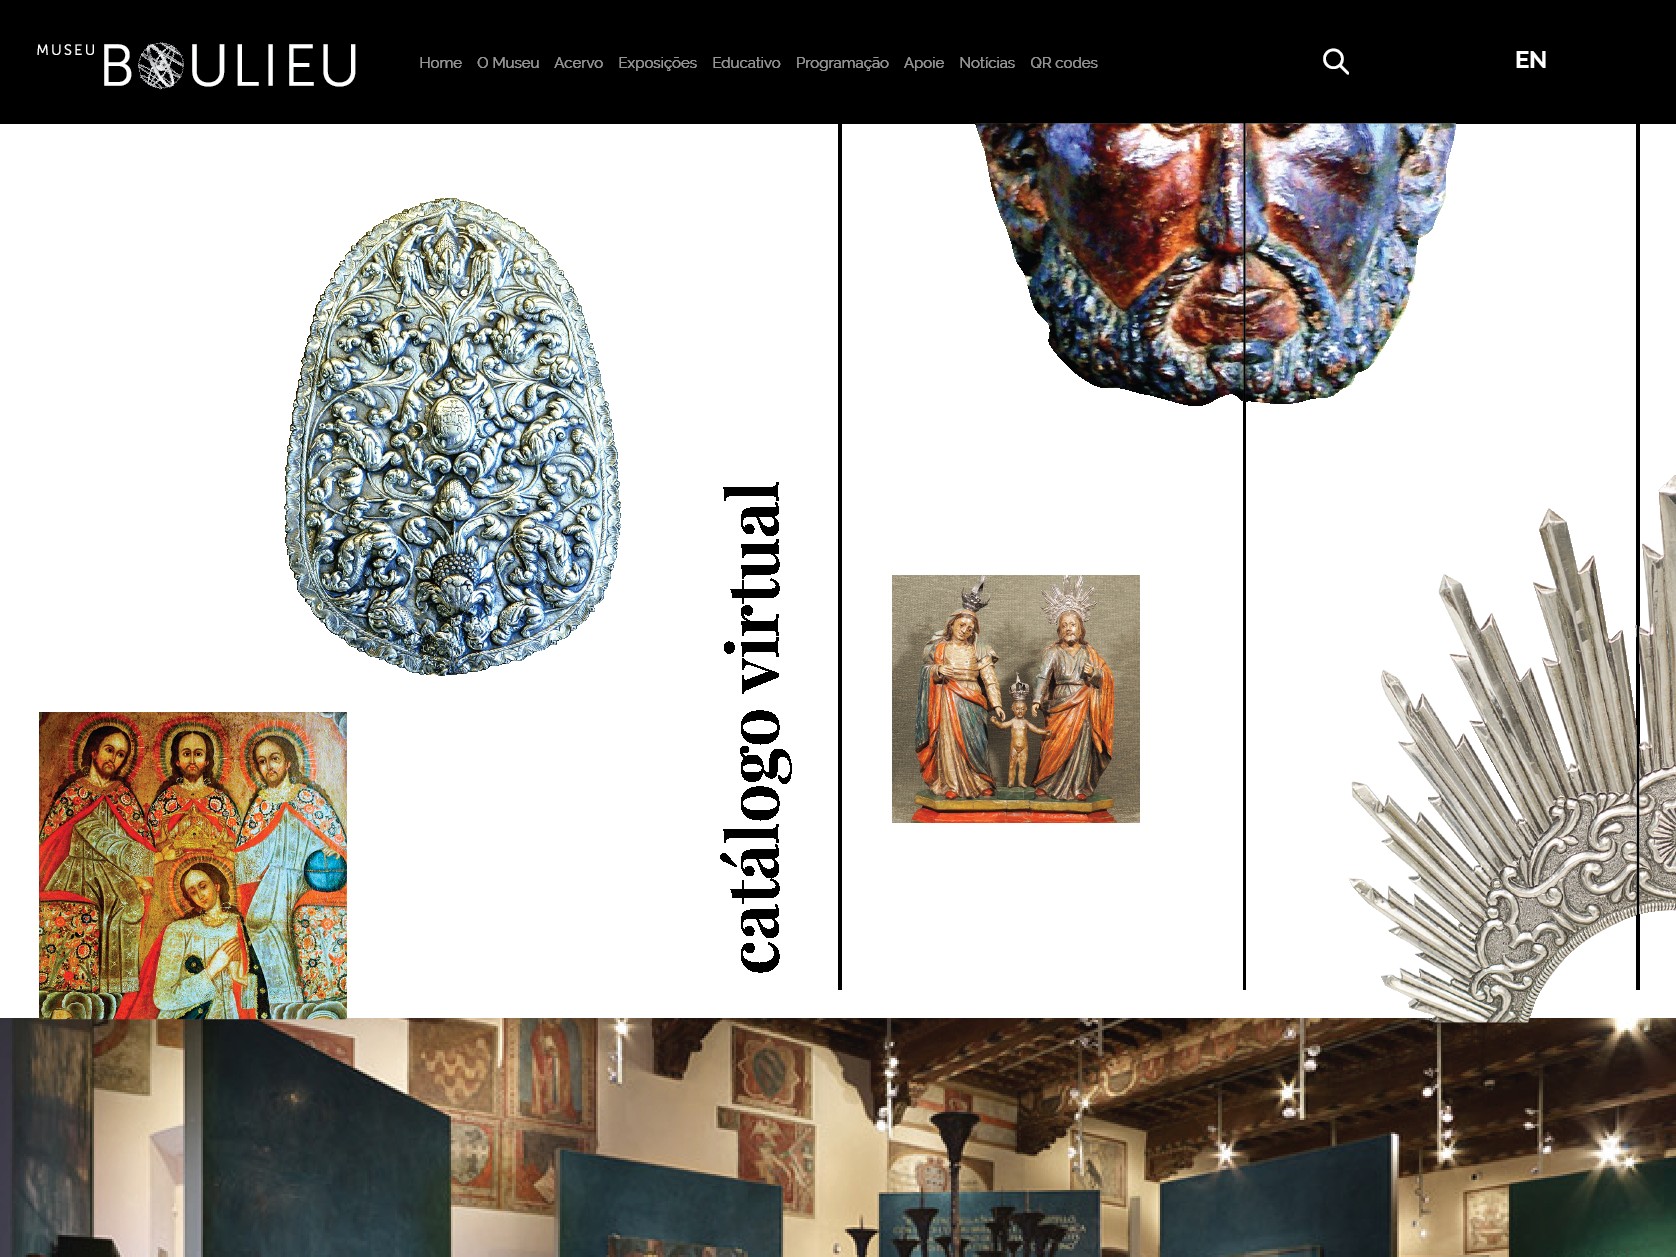 MUSEU BOULIEU
Home O Museu Acervo Exposições Educativo Programação Apoie Notícias QR codes
EN
catálogo virtual